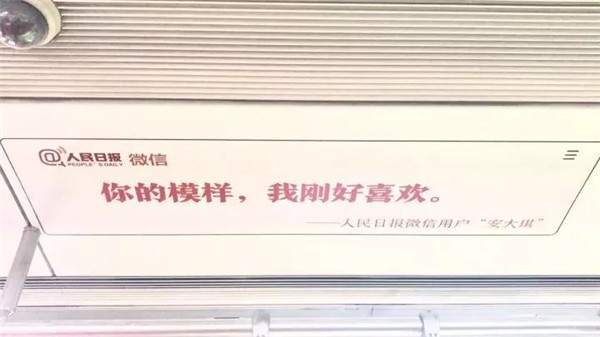 @人民日报 微信
PEOPLE'S DAILY
你的模样，我刚好喜欢。
——人民日报微信用户“安大琪”